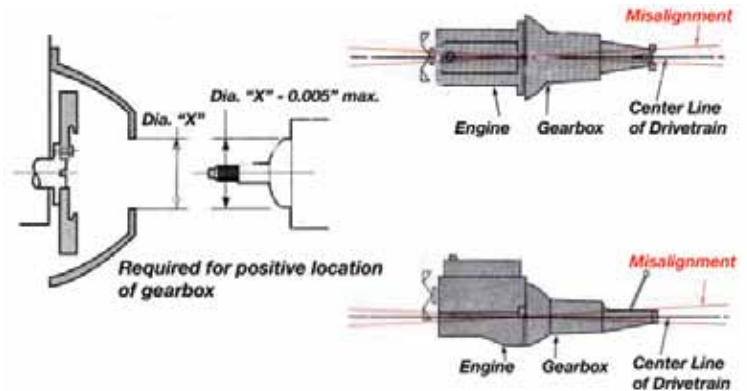 Dia. "X"
Dia. "X" - 0.005" max.
Required for positive location
of gearbox
Misalignment
Engine
Gearbox
Center Line
of Drivetrain
Misalignment
Engine
Gearbox
Center Line
of Drivetrain